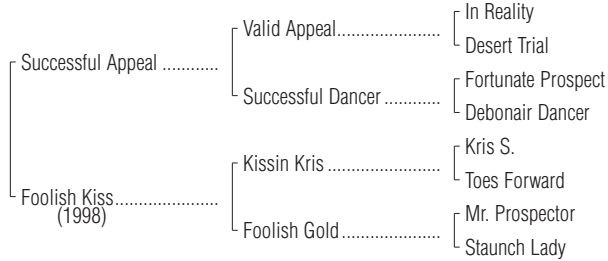 In Reality
Valid Appeal....................
Desert Trial
Successful Appeal ............
Fortunate Prospect
Successful Dancer ............
Debonair Dancer
Kris S.
Kissin Kris ......................
Toes Forward
Foolish Kiss......................
(1998)
Mr. Prospector
Foolish Gold....................
Staunch Lady